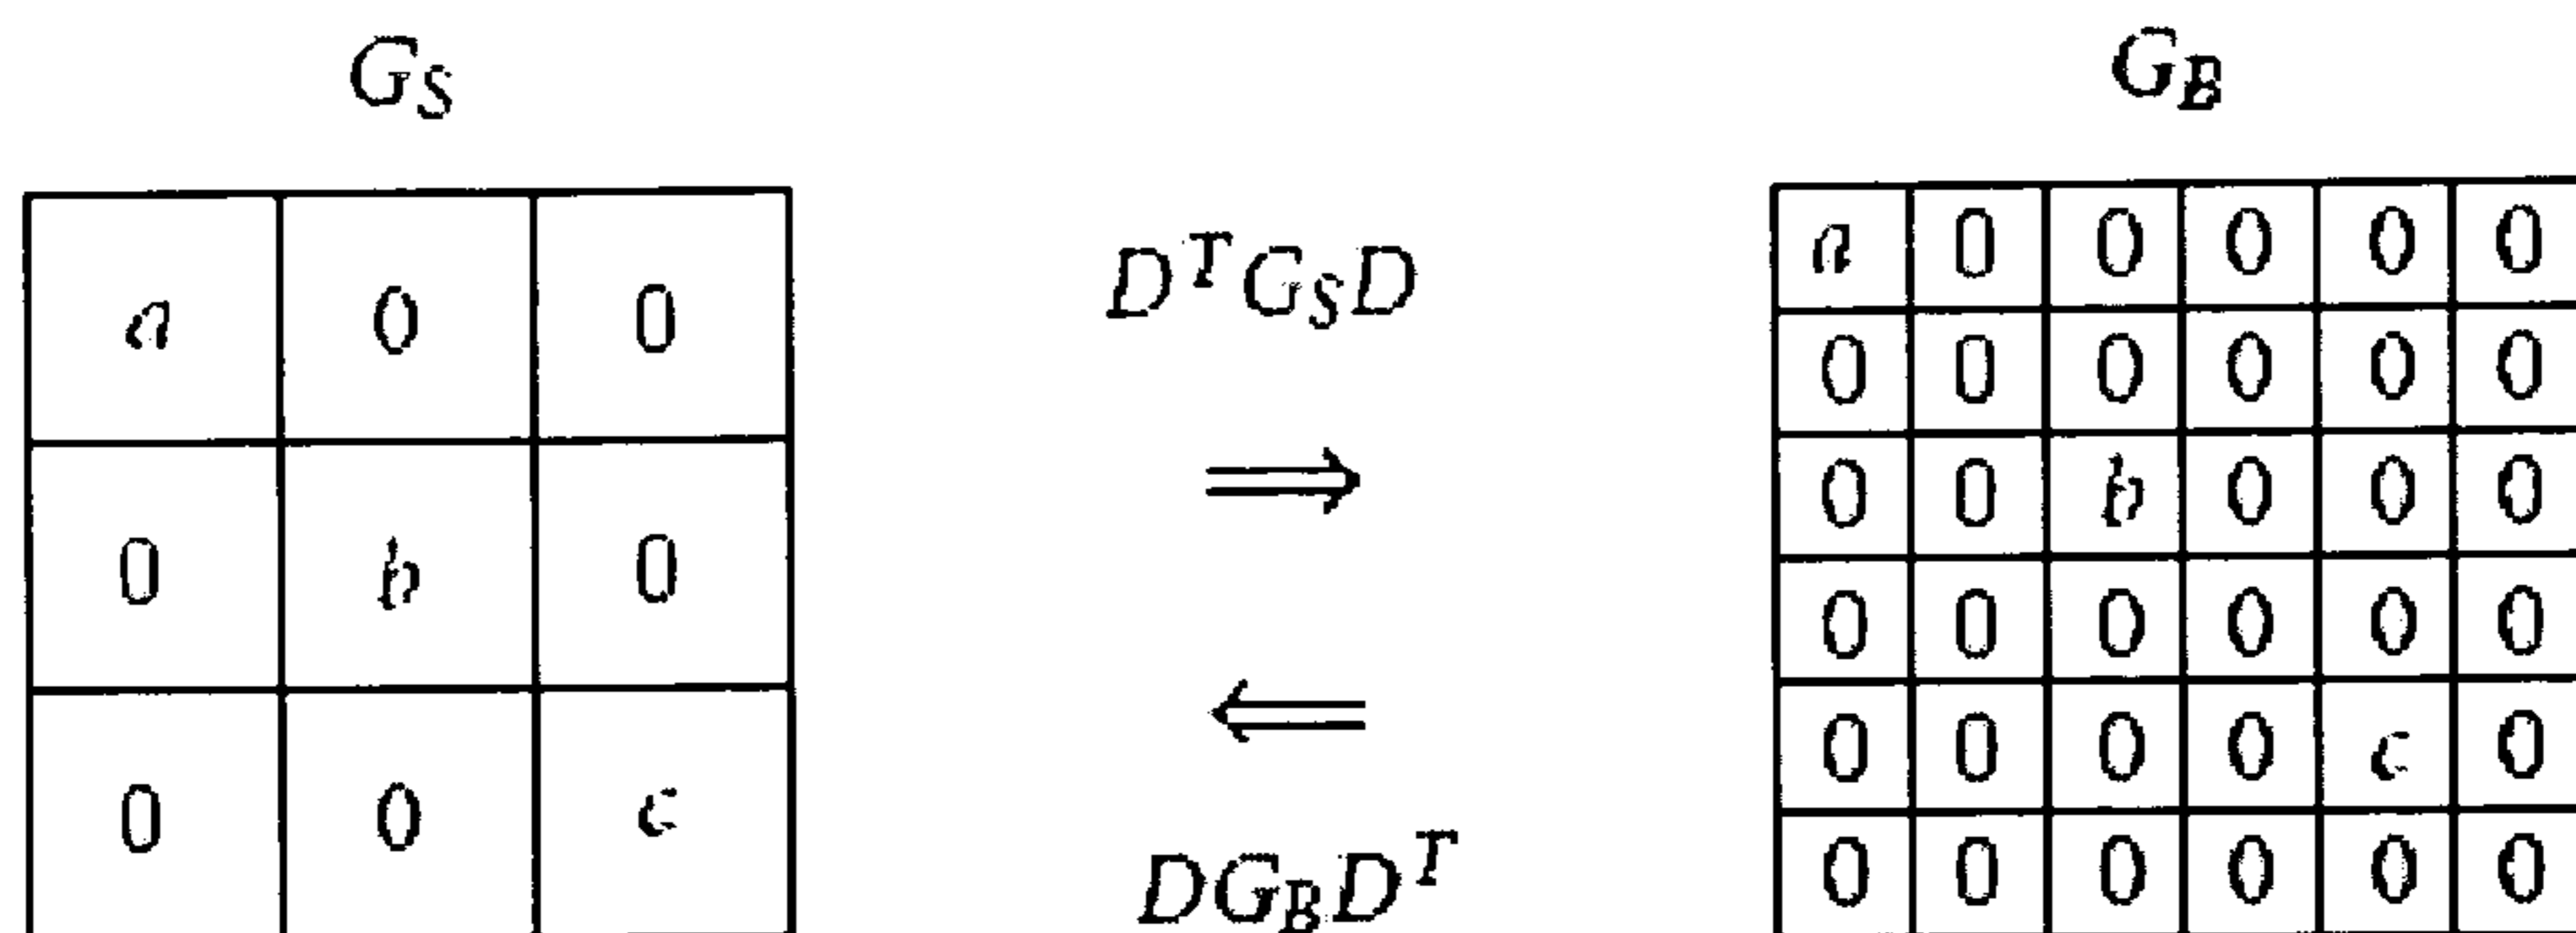 G_S G_B
a 0 0
0 b 0
0 0 c
D^T G_S D
⟹
⟸
D G_B D^T
a 0 0 0 0 0
0 0 0 0 0 0
0 0 b 0 0 0
0 0 0 0 0 0
0 0 0 0 c 0
0 0 0 0 0 0